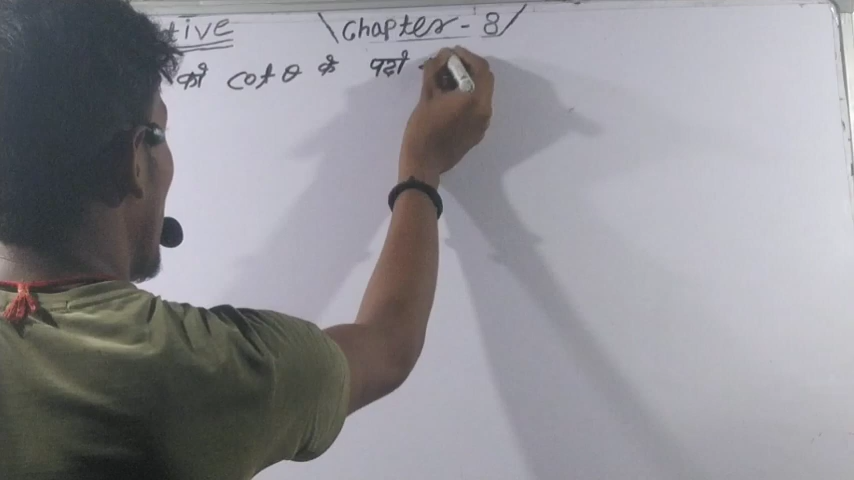 tive \ Chapter - 8 /
को cot θ के पदों